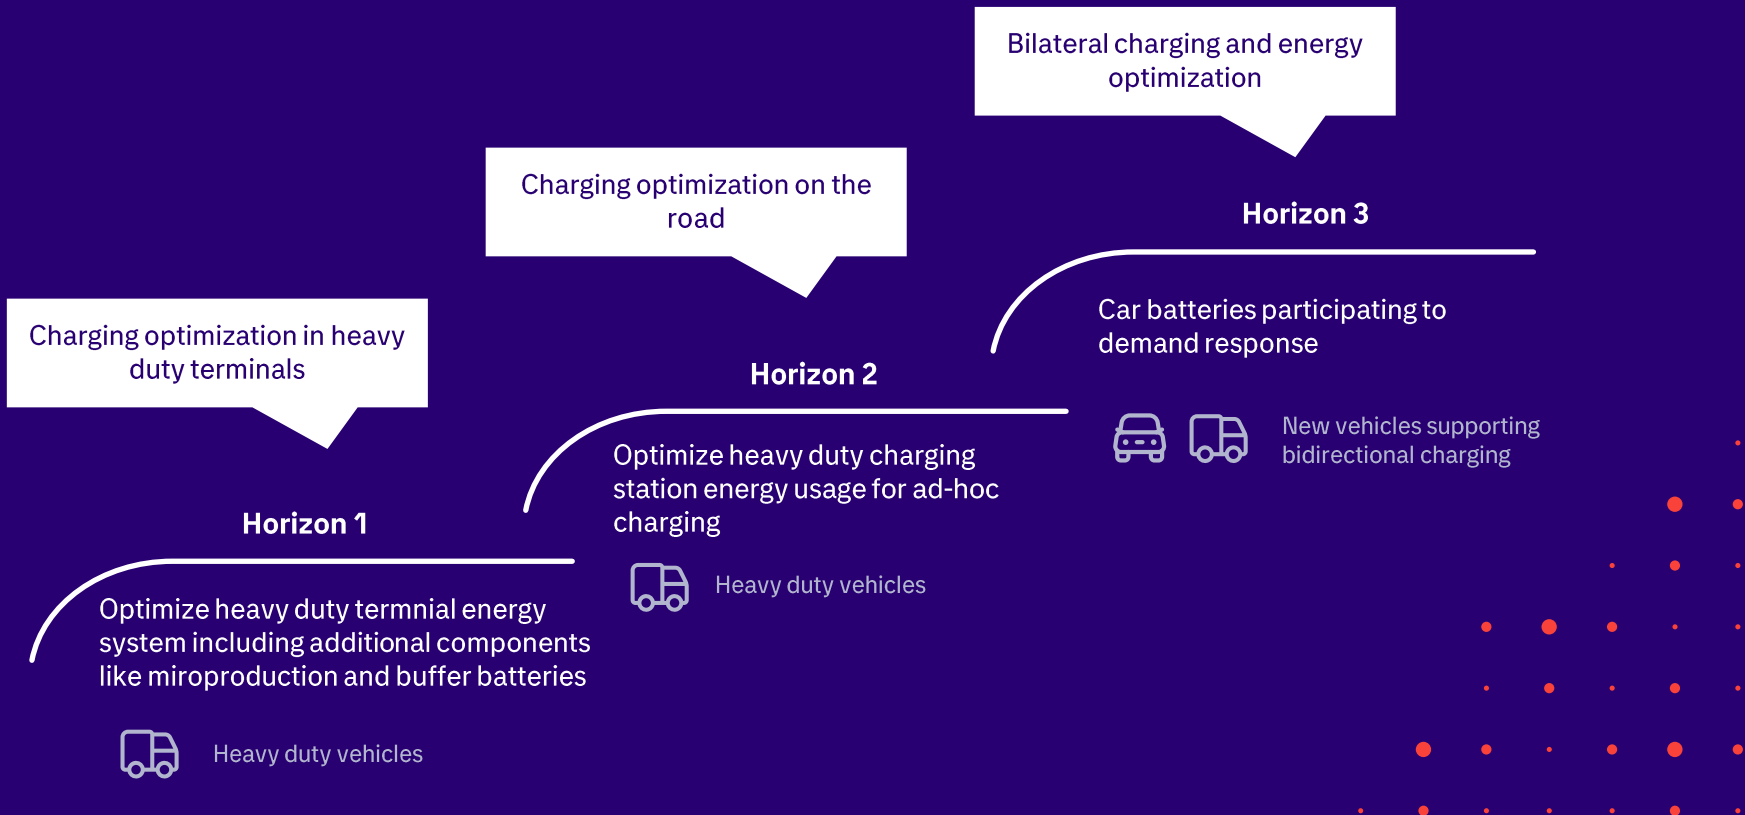 Charging optimization in heavy
duty terminals
Horizon 1
Optimize heavy duty termnial energy
system including additional components
like miroproduction and buffer batteries
Heavy duty vehicles
Charging optimization on the
road
Horizon 2
Optimize heavy duty charging
station energy usage for ad-hoc
charging
Heavy duty vehicles
Bilateral charging and energy
optimization
Horizon 3
Car batteries participating to
demand response
New vehicles supporting
bidirectional charging